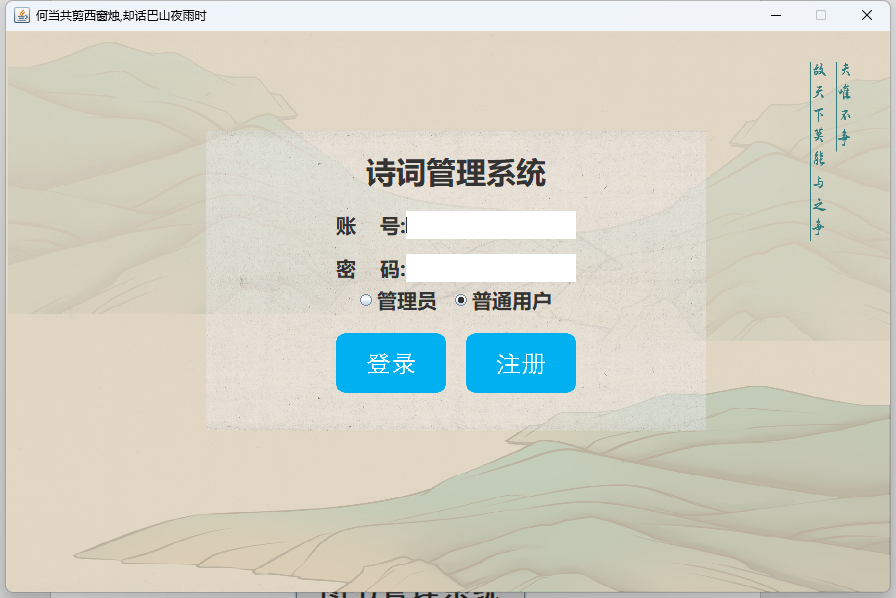 何当共剪西窗烛,却话巴山夜雨时
夫唯不争
故天下莫能与之争
诗词管理系统
账 号:
密 码:
管理员 普通用户
登录 注册